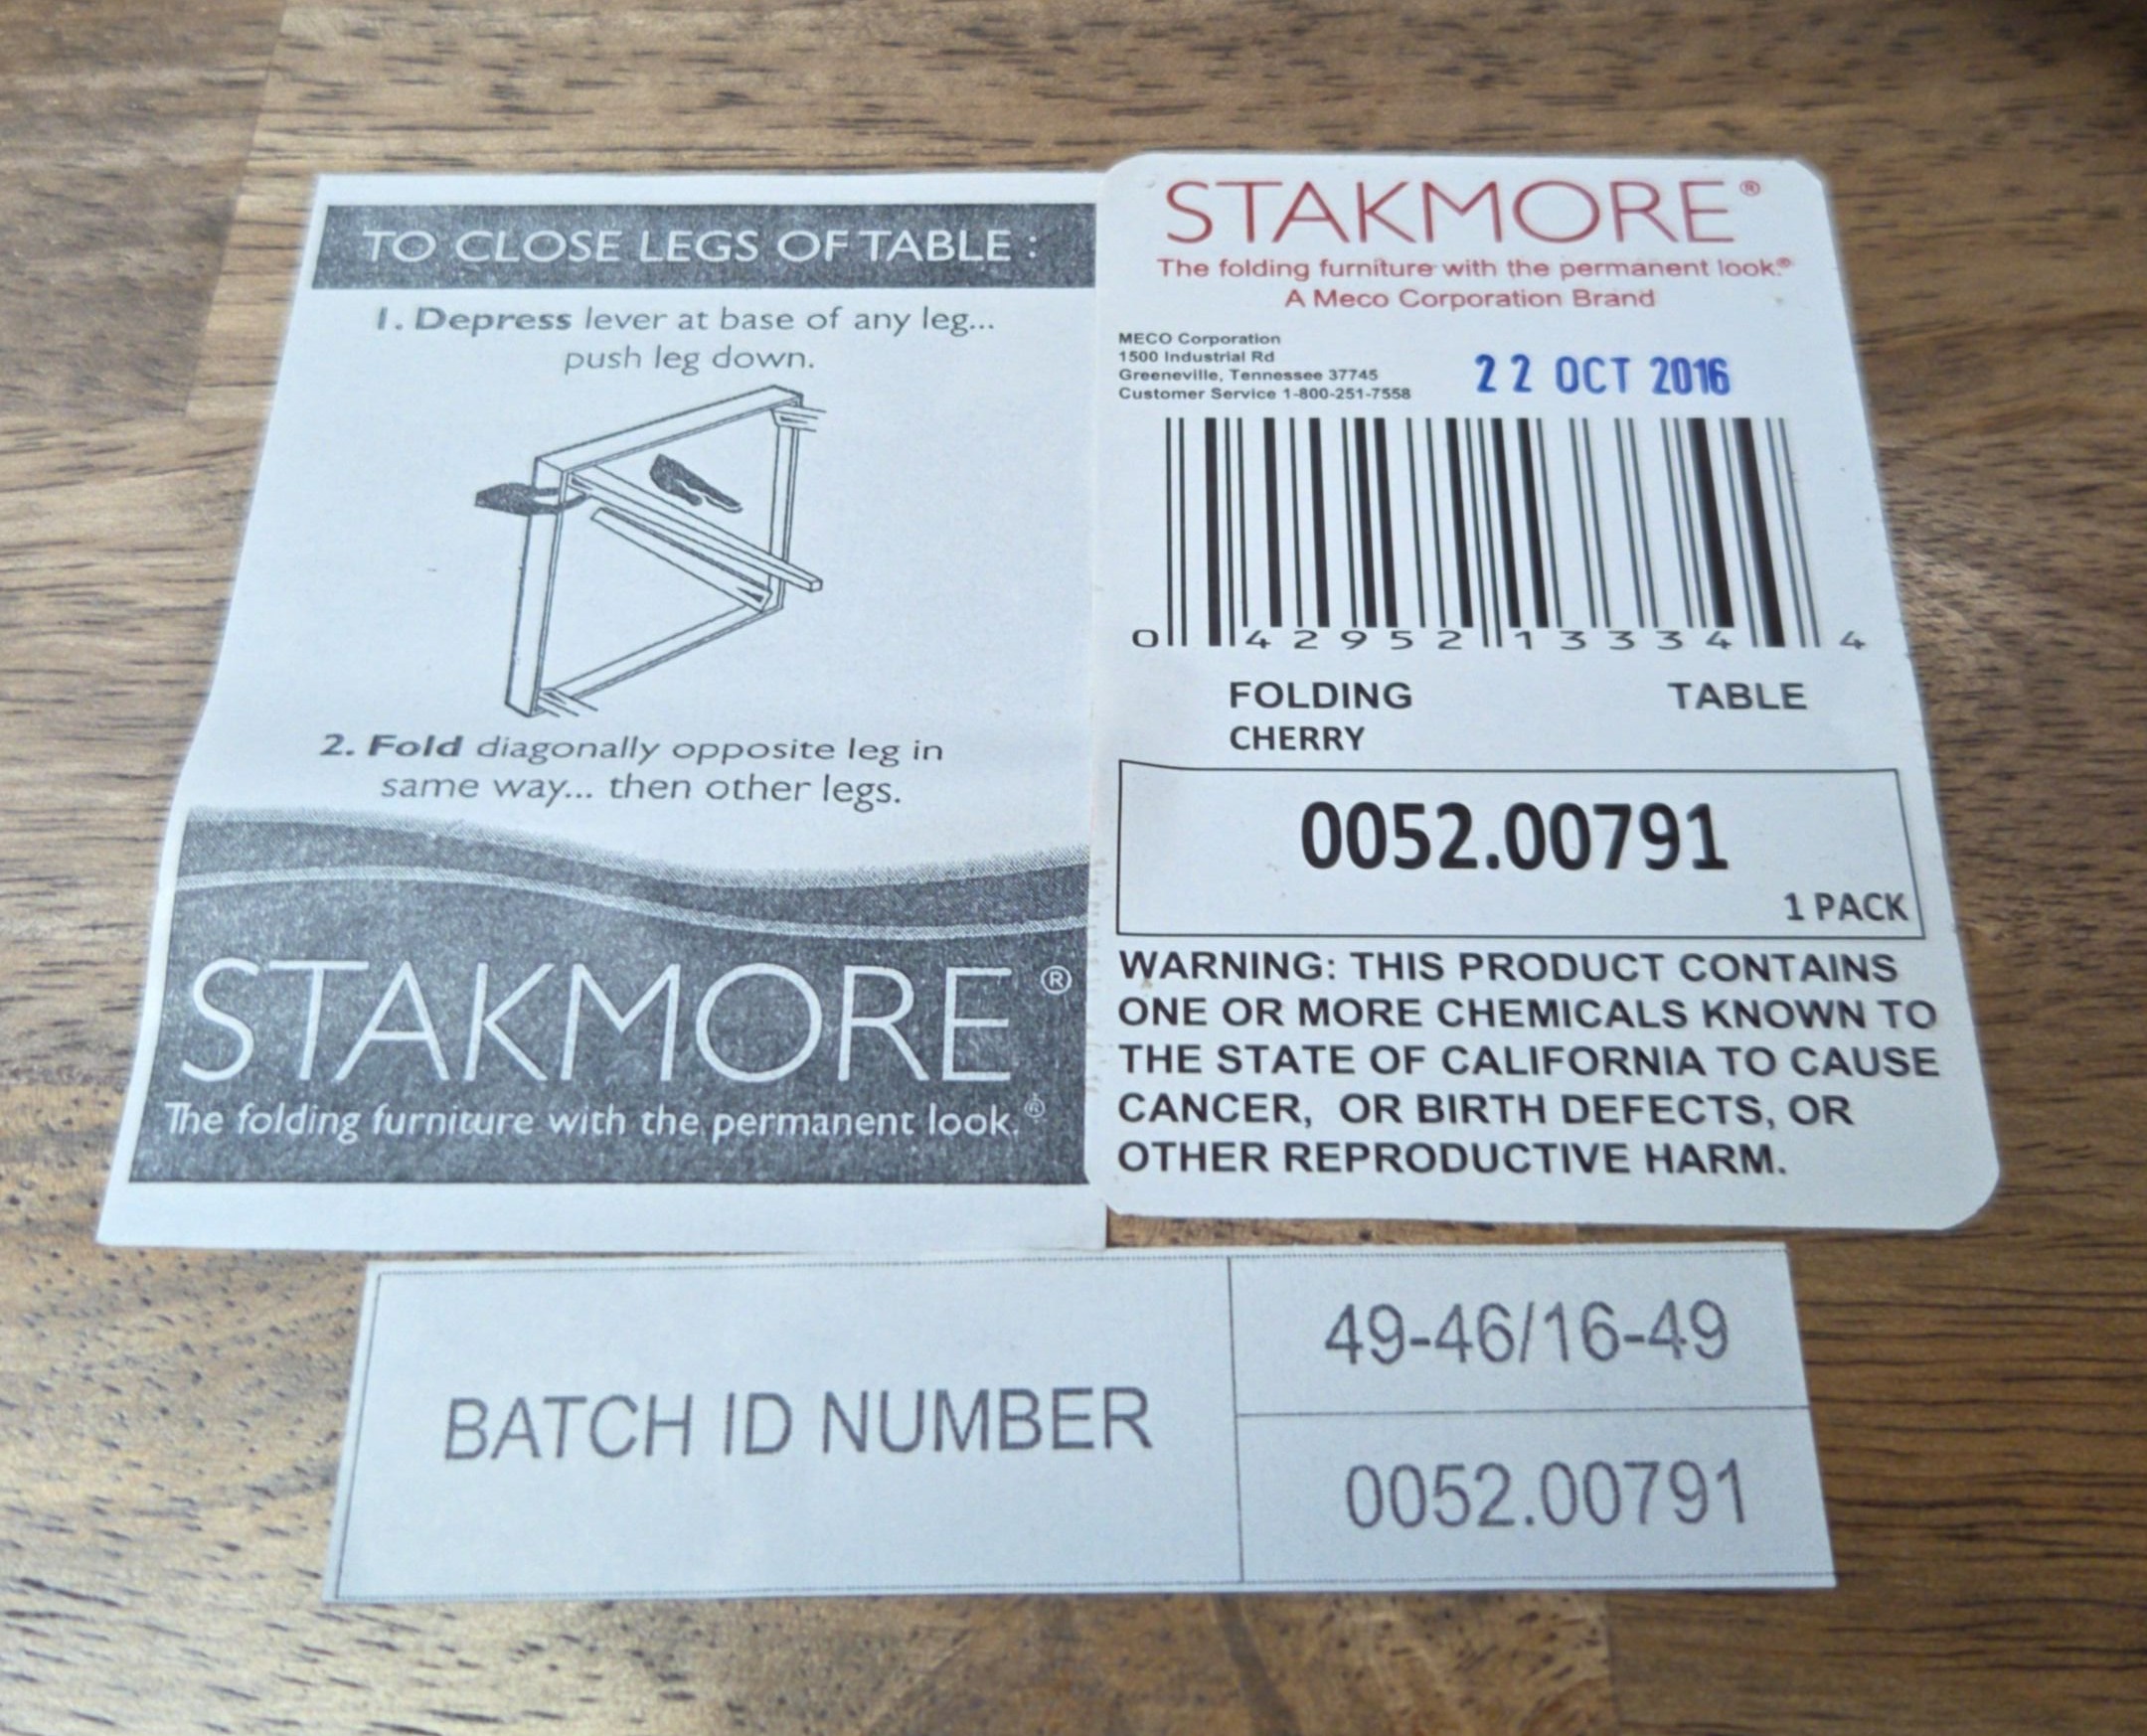 TO CLOSE LEGS OF TABLE :
1. Depress lever at base of any leg...
push leg down.
2. Fold diagonally opposite leg in
same way... then other legs.
STAKMORE®
The folding furniture with the permanent look.®
STAKMORE®
The folding furniture with the permanent look.®
A Meco Corporation Brand
MECO Corporation
1500 Industrial Rd
Greeneville, Tennessee 37745
Customer Service 1-800-251-7558
22 OCT 2016
0 42952 13334 4
FOLDING TABLE
CHERRY
0052.00791
1 PACK
WARNING: THIS PRODUCT CONTAINS
ONE OR MORE CHEMICALS KNOWN TO
THE STATE OF CALIFORNIA TO CAUSE
CANCER, OR BIRTH DEFECTS, OR
OTHER REPRODUCTIVE HARM.
BATCH ID NUMBER
49-46/16-49
0052.00791